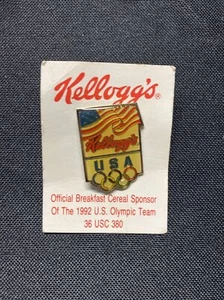 Kellogg's®
Kellogg's
USA
Official Breakfast Cereal Sponsor
Of The 1992 U.S. Olympic Team
36 USC 380